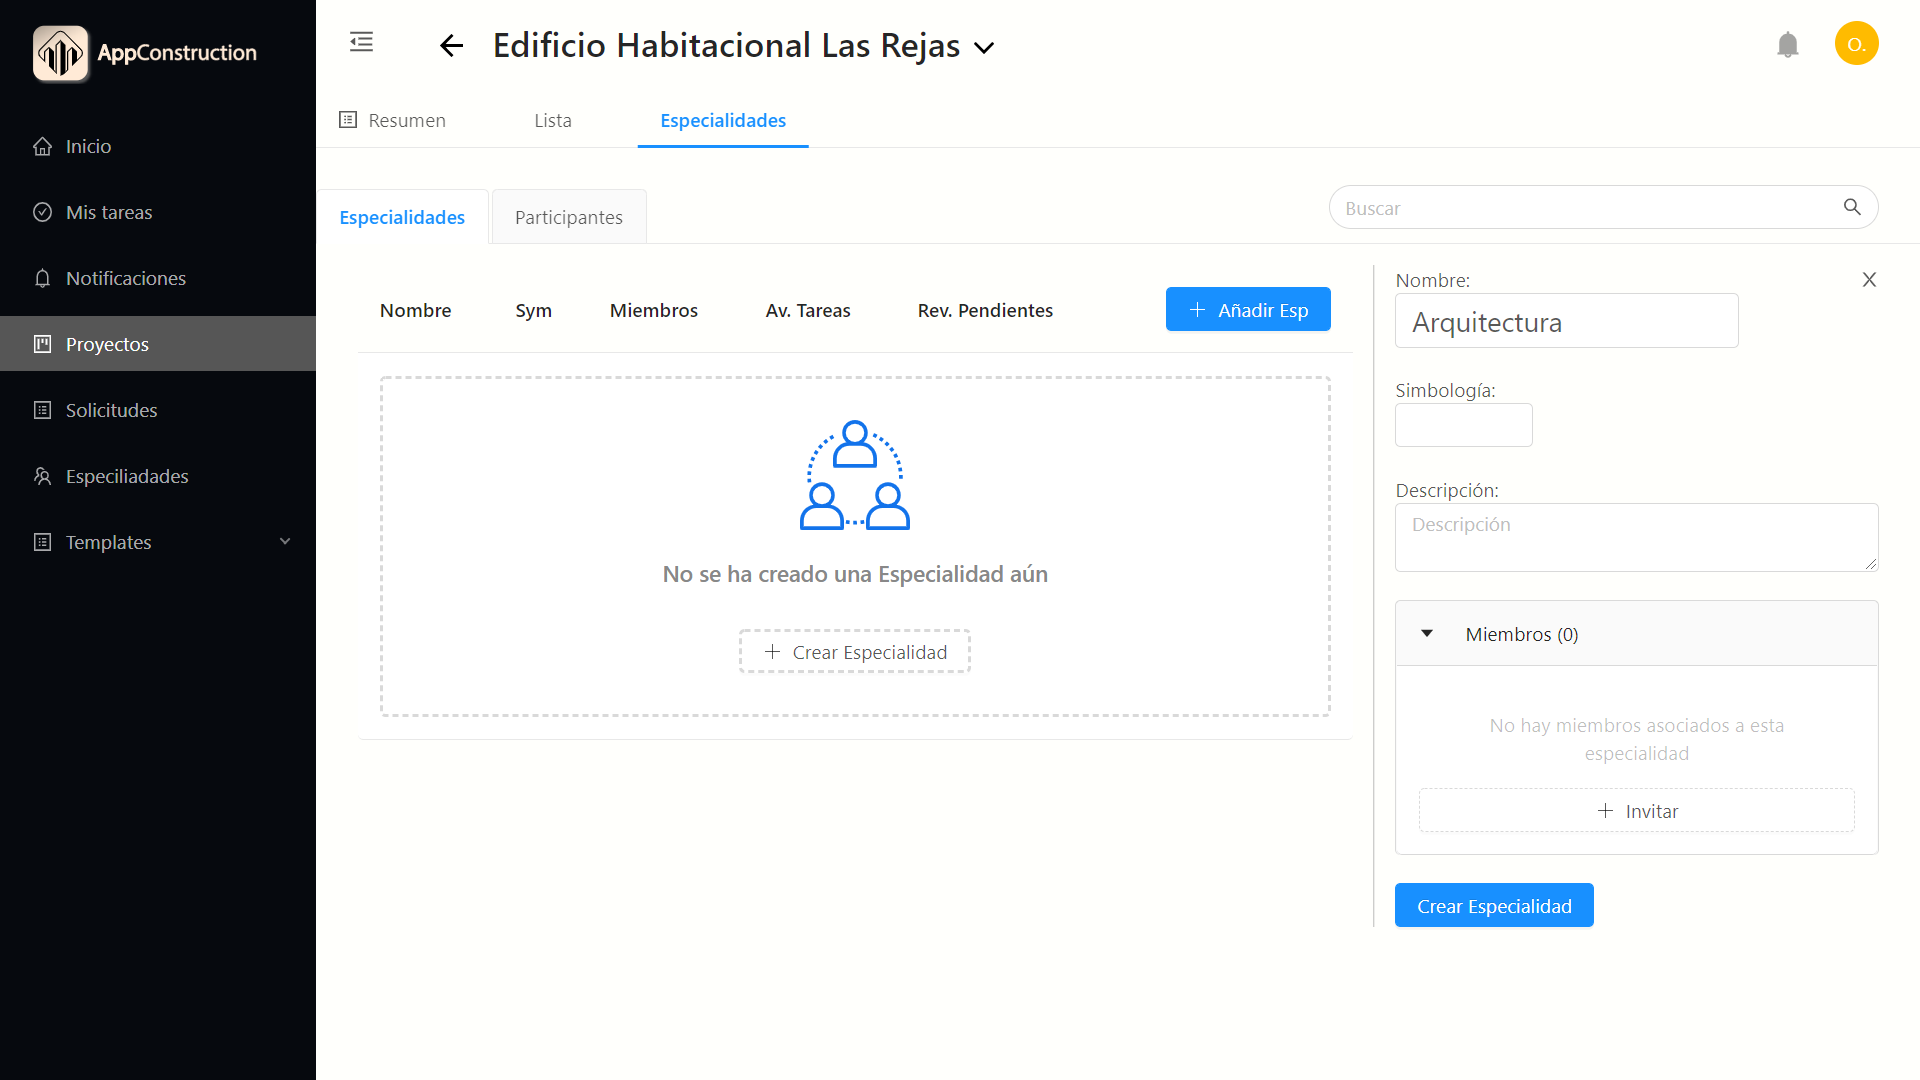 AppConstruction
Edificio Habitacional Las Rejas
O.
Inicio
Mis tareas
Notificaciones
Proyectos
Solicitudes
Especiliadades
Templates
Resumen
Lista
Especialidades
Especialidades
Participantes
Buscar
Nombre
Sym
Miembros
Av. Tareas
Rev. Pendientes
+ Añadir Esp
No se ha creado una Especialidad aún
+ Crear Especialidad
Nombre:
X
Arquitectura
Simbología:
Descripción:
Descripción
Miembros (0)
No hay miembros asociados a esta
especialidad
+ Invitar
Crear Especialidad